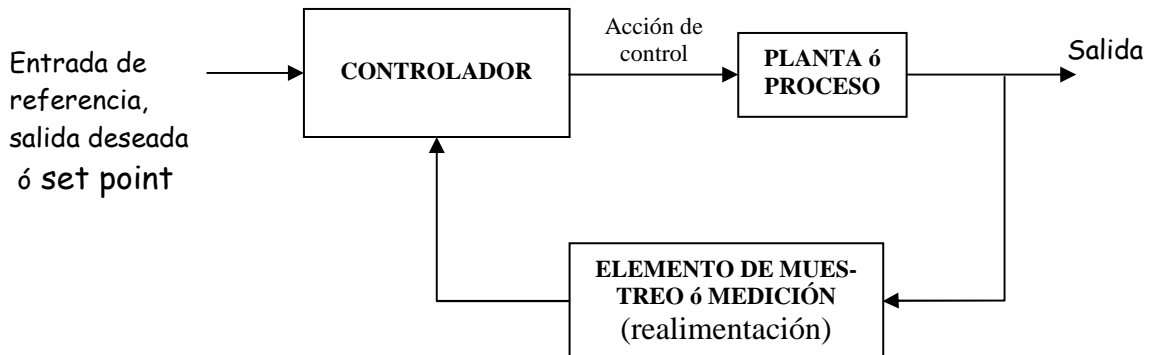 Entrada de
referencia,
salida deseada
ó set point
CONTROLADOR
Acción de
control
PLANTA ó
PROCESO
Salida
ELEMENTO DE MUES-
TREO ó MEDICIÓN
(realimentación)